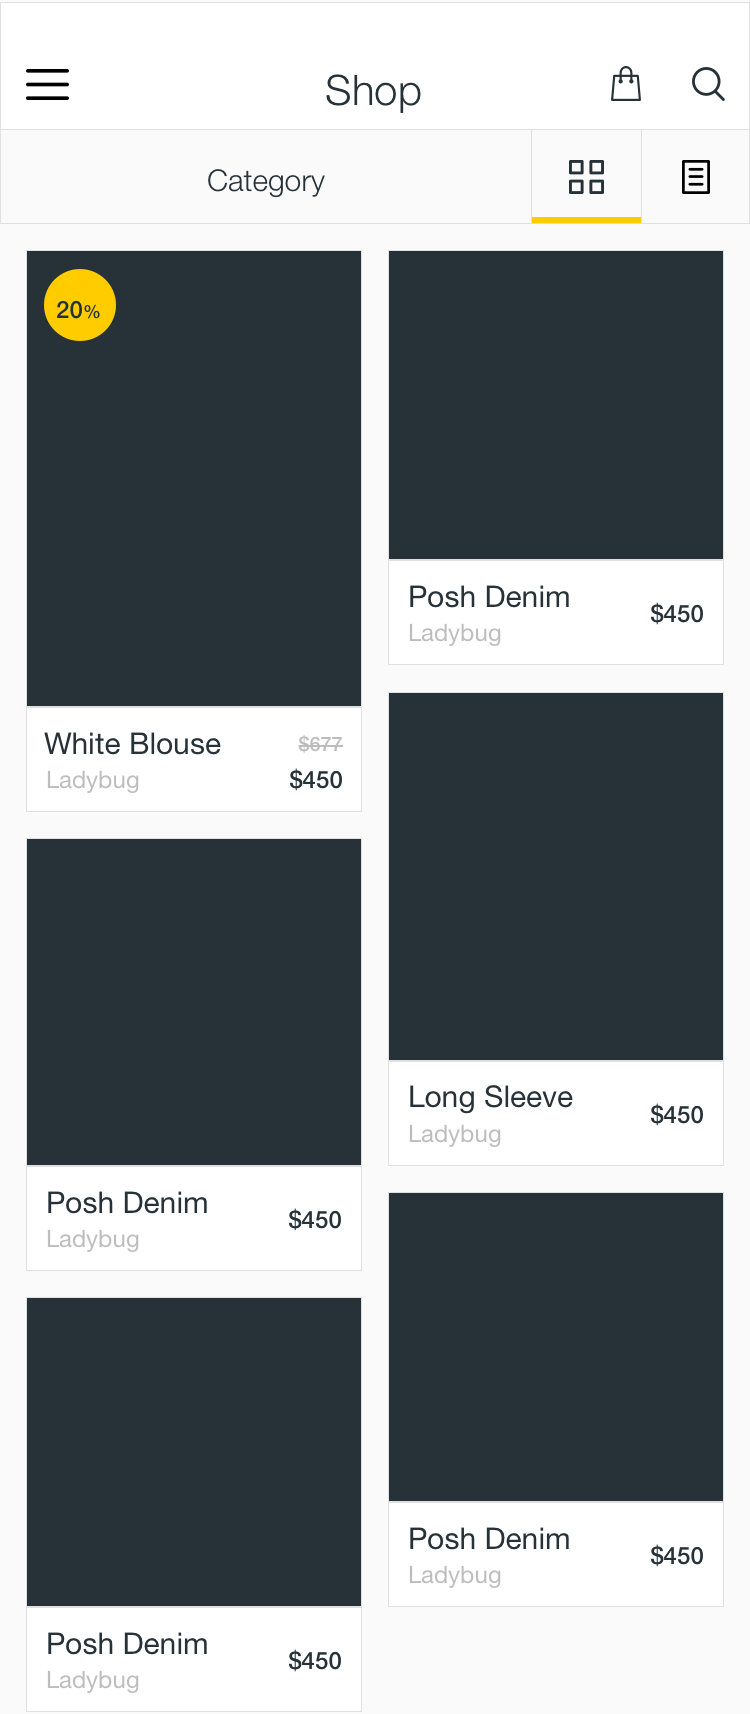 Shop
Category
20%
White Blouse
$677
Ladybug
$450
Posh Denim
Ladybug
$450
Posh Denim
Ladybug
$450
Long Sleeve
Ladybug
$450
Posh Denim
Ladybug
$450
Posh Denim
Ladybug
$450